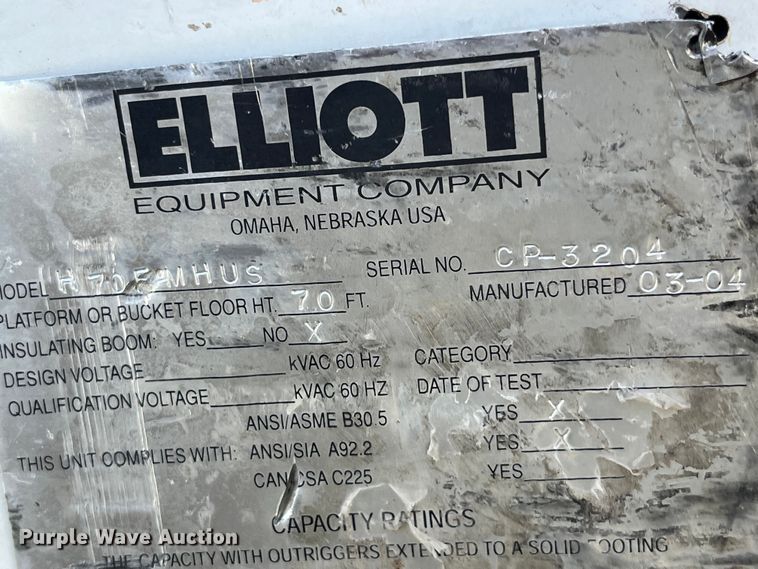 ELLIOTT
EQUIPMENT COMPANY
OMAHA, NEBRASKA USA
MODEL H70FMHUS SERIAL NO. CP-3204
PLATFORM OR BUCKET FLOOR HT. 70 FT. MANUFACTURED 03-04
INSULATING BOOM: YES NO X
DESIGN VOLTAGE kVAC 60 Hz CATEGORY
QUALIFICATION VOLTAGE kVAC 60 HZ DATE OF TEST
ANSI/ASME B30.5 YES X
THIS UNIT COMPLIES WITH: ANSI/SIA A92.2 YES X
CAN/CSA C225 YES
CAPACITY RATINGS
THE CAPACITY WITH OUTRIGGERS EXTENDED TO A SOLID FOOTING
Purple Wave Auction